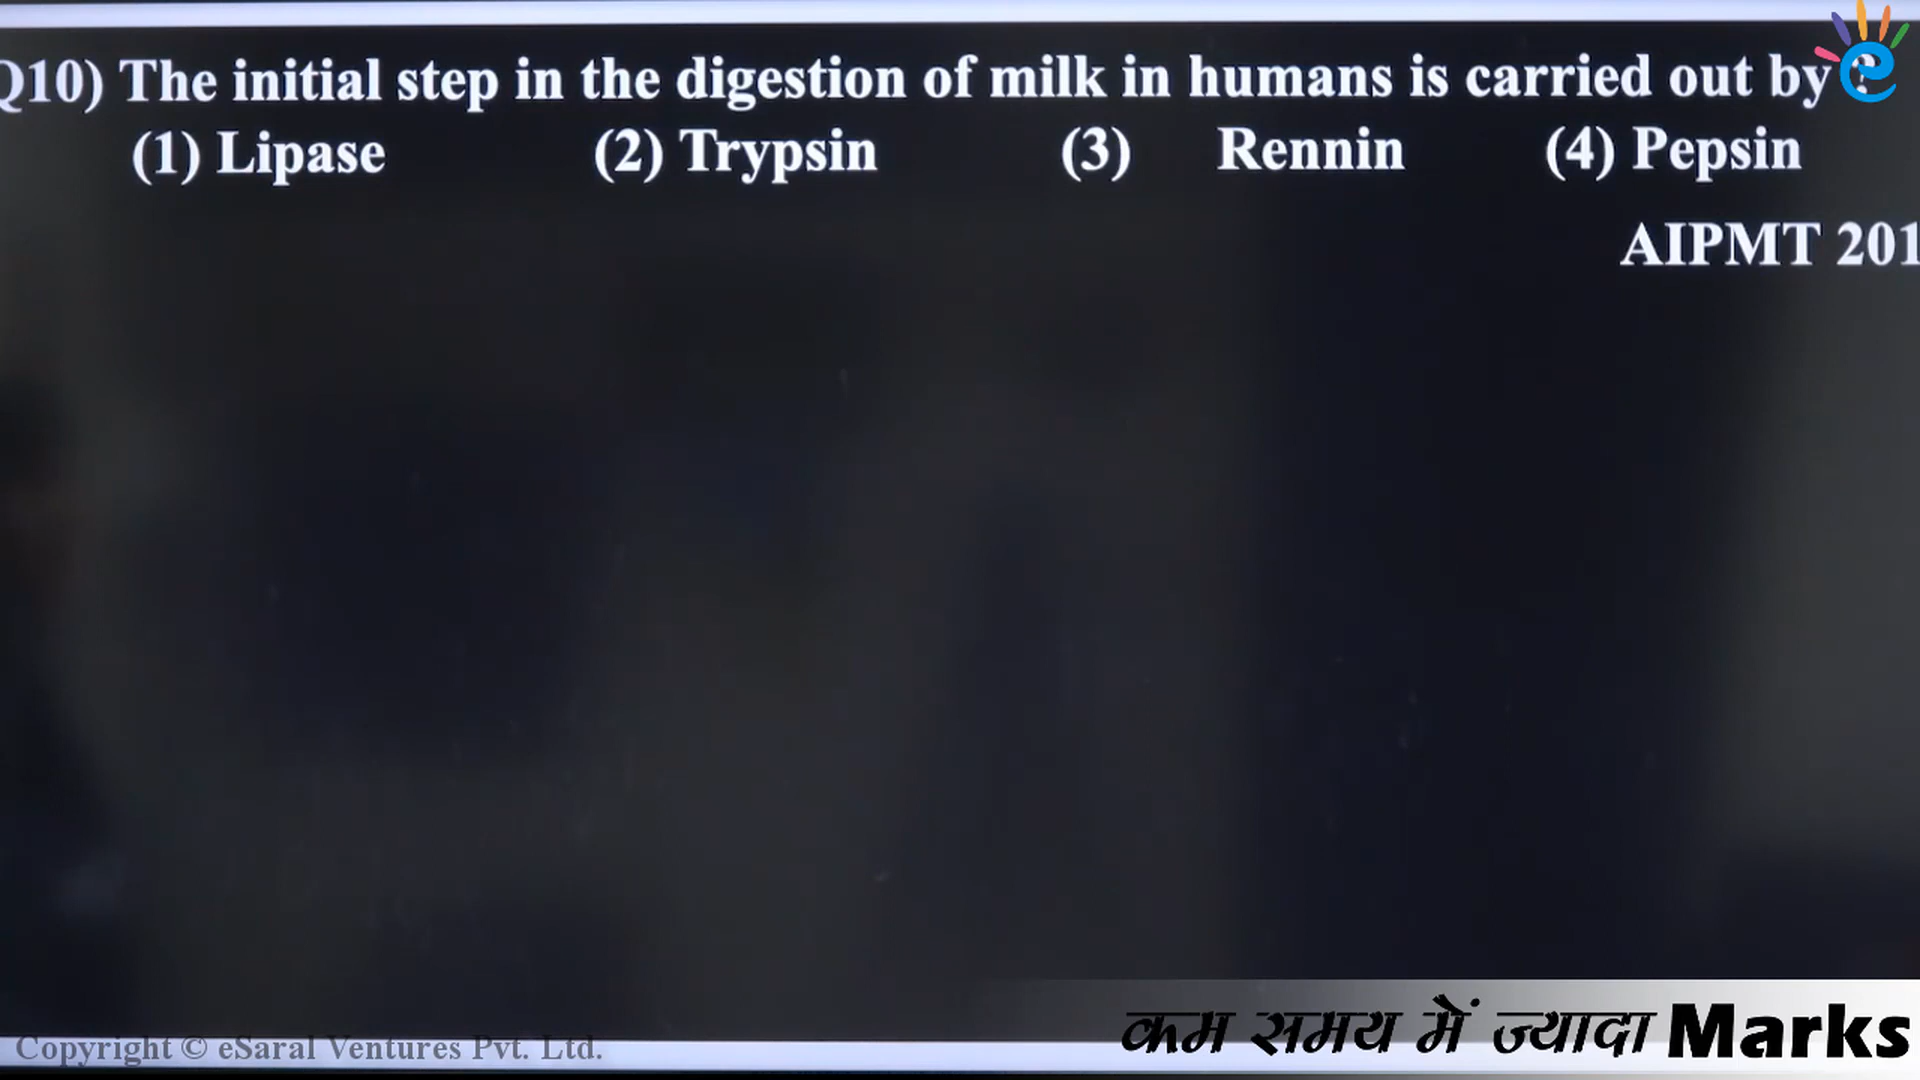 Q10) The initial step in the digestion of milk in humans is carried out by ?
(1) Lipase (2) Trypsin (3) Rennin (4) Pepsin
AIPMT 201
कम समय में ज्यादा Marks
Copyright © eSaral Ventures Pvt. Ltd.